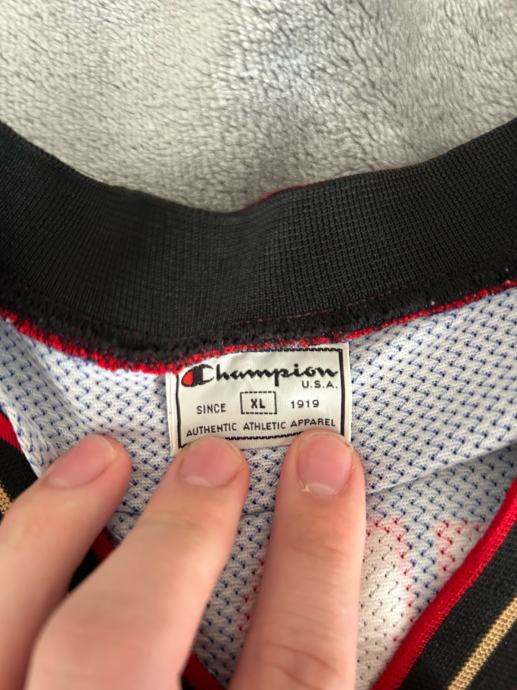 Champion
U.S.A.
SINCE XL 1919
AUTHENTIC ATHLETIC APPAREL